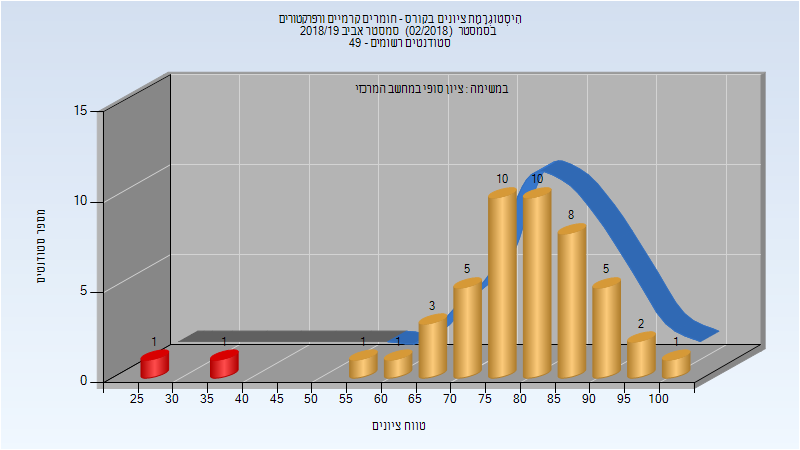 היסטוגרמת ציונים בקורס - חומרים קרמיים ורפרקטורים
בסמסטר (02/2018) סמסטר אביב 2018/19
סטודנטים רשומים - 49
במשימה : ציון סופי במחשב המרכזי
מספר סטודנטים
15
10
5
0
1
1
1
1
3
5
10
10
8
5
2
1
25 30 35 40 45 50 55 60 65 70 75 80 85 90 95 100
טווח ציונים